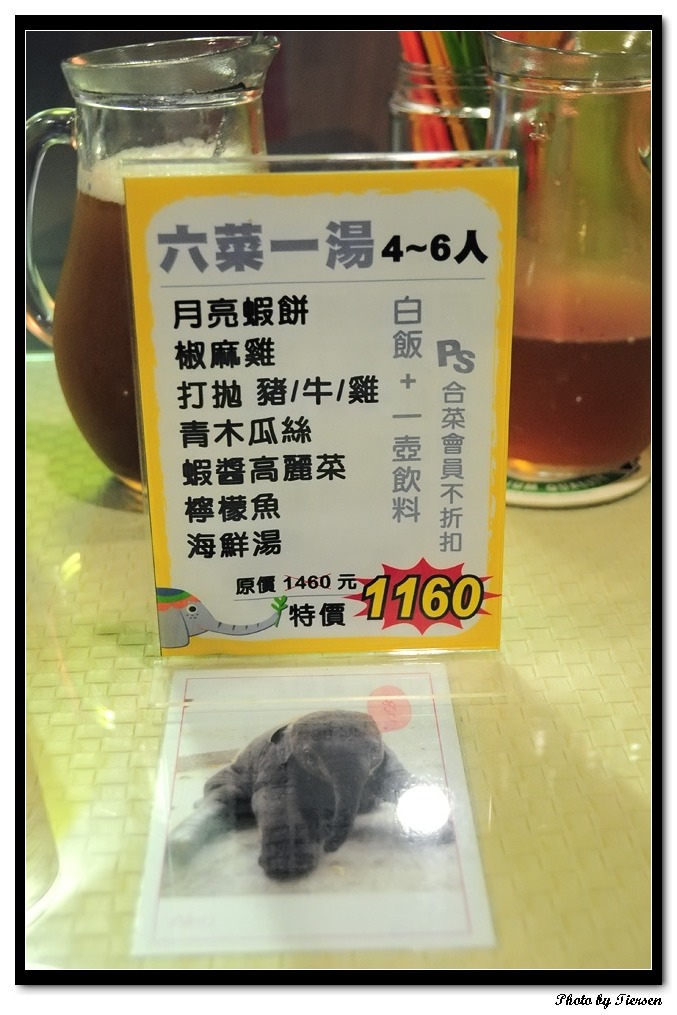 六菜一湯 4~6人
月亮蝦餅
椒麻雞
打拋 豬/牛/雞
青木瓜絲
蝦醬高麗菜
檸檬魚
海鮮湯
白飯 + 一壺飲料
PS 合菜會員不折扣
原價 1460 元
特價 1160
Photo by Tiersen